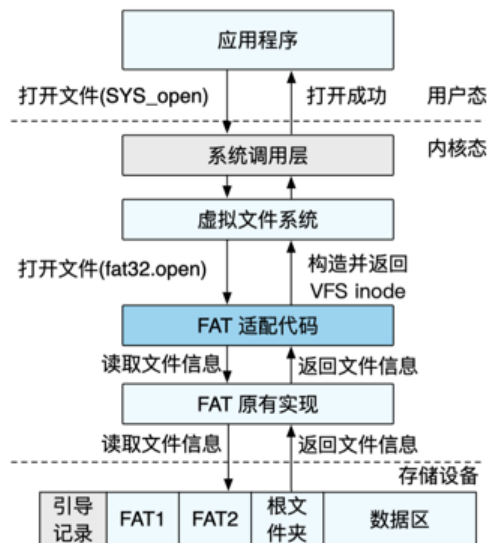 应用程序
打开文件(SYS_open)
打开成功
用户态
系统调用层
内核态
虚拟文件系统
打开文件(fat32.open)
构造并返回
VFS inode
FAT 适配代码
读取文件信息
返回文件信息
FAT 原有实现
读取文件信息
返回文件信息
存储设备
引导
记录
FAT1
FAT2
根文
件夹
数据区